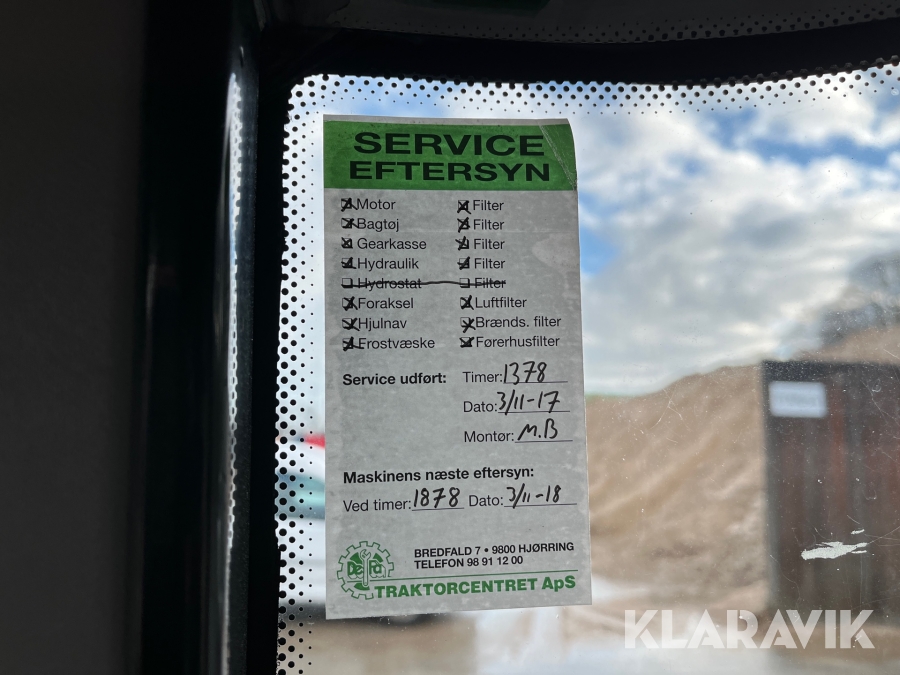 SERVICE
EFTERSYN
Motor Filter
Bagtøj Filter
Gearkasse Filter
Hydraulik Filter
Hydrostat Filter
Foraksel Luftfilter
Hjulnav Brænds. filter
Frostvæske Førerhusfilter
Service udført: Timer: 1378
Dato: 3/11-17
Montør: M.B
Maskinens næste eftersyn:
Ved timer: 1878 Dato: 3/11-18
BREDFALD 7 • 9800 HJØRRING
TELEFON 98 91 12 00
TRAKTORCENTRET ApS
KLARAVIK